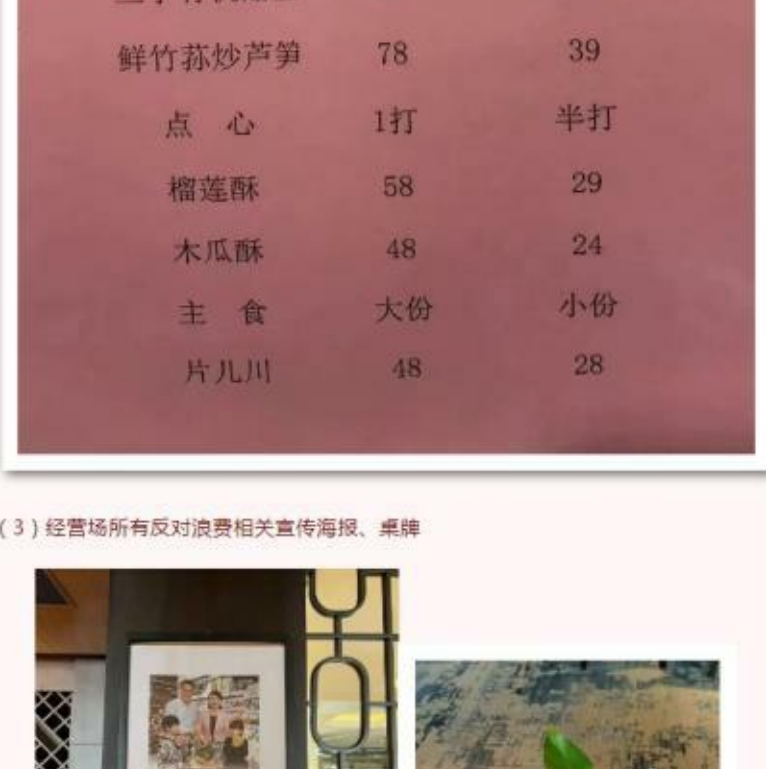 鲜竹荪炒芦笋 78 39
点 心 1打 半打
榴莲酥 58 29
木瓜酥 48 24
主 食 大份 小份
片儿川 48 28
(3)经营场所有反对浪费相关宣传海报、桌牌